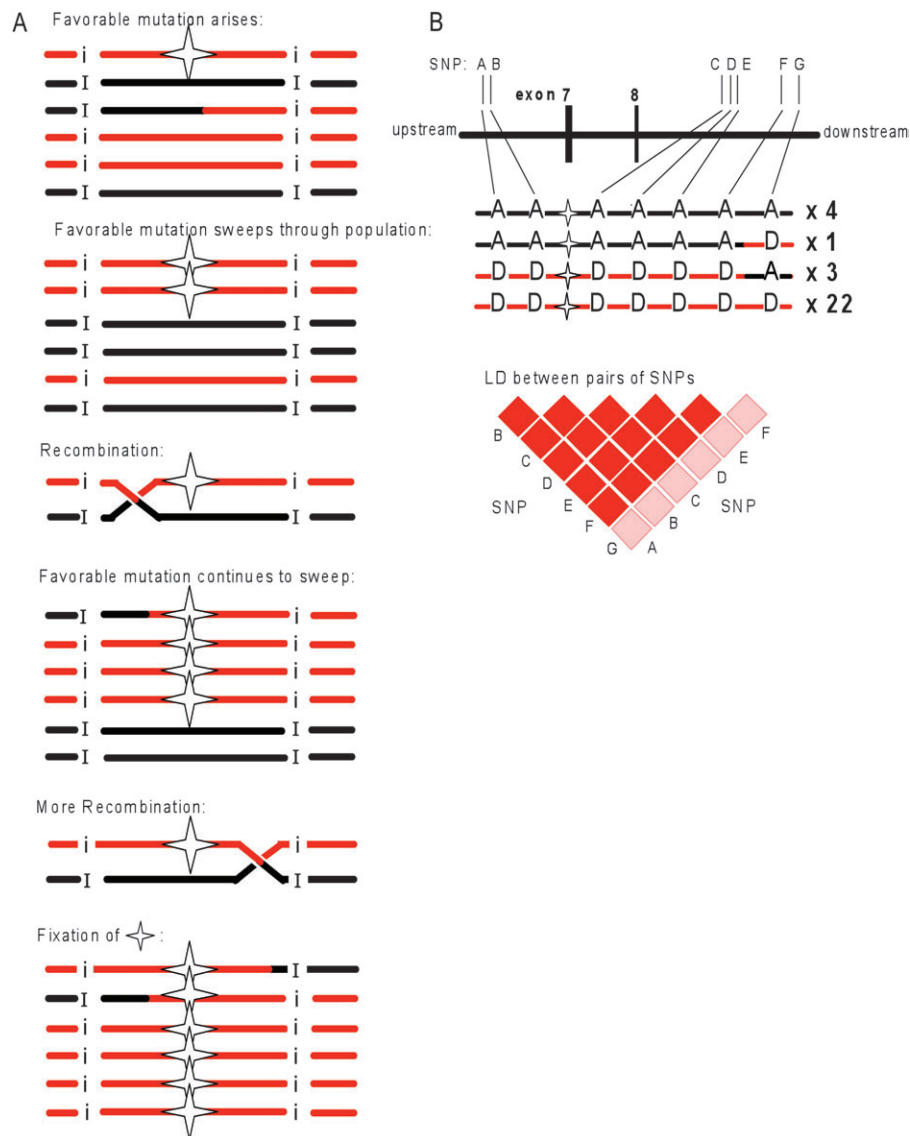 A
Favorable mutation arises:
i i
I I
I i
i i
i i
I I
Favorable mutation sweeps through population:
i i
i i
I I
I I
i i
I I
Recombination:
i i
I I
Favorable mutation continues to sweep:
I i
i i
i i
i i
I I
I I
More Recombination:
i i
I I
Fixation of :
i I
I i
i i
i i
i i
i i
B
SNP: A B C D E F G
exon 7 8
upstream downstream
A A A A A A A x 4
A A A A A A D x 1
D D D D D D A x 3
D D D D D D D x 22
LD between pairs of SNPs
B F
C E
D D
SNP E C SNP
F B
G A